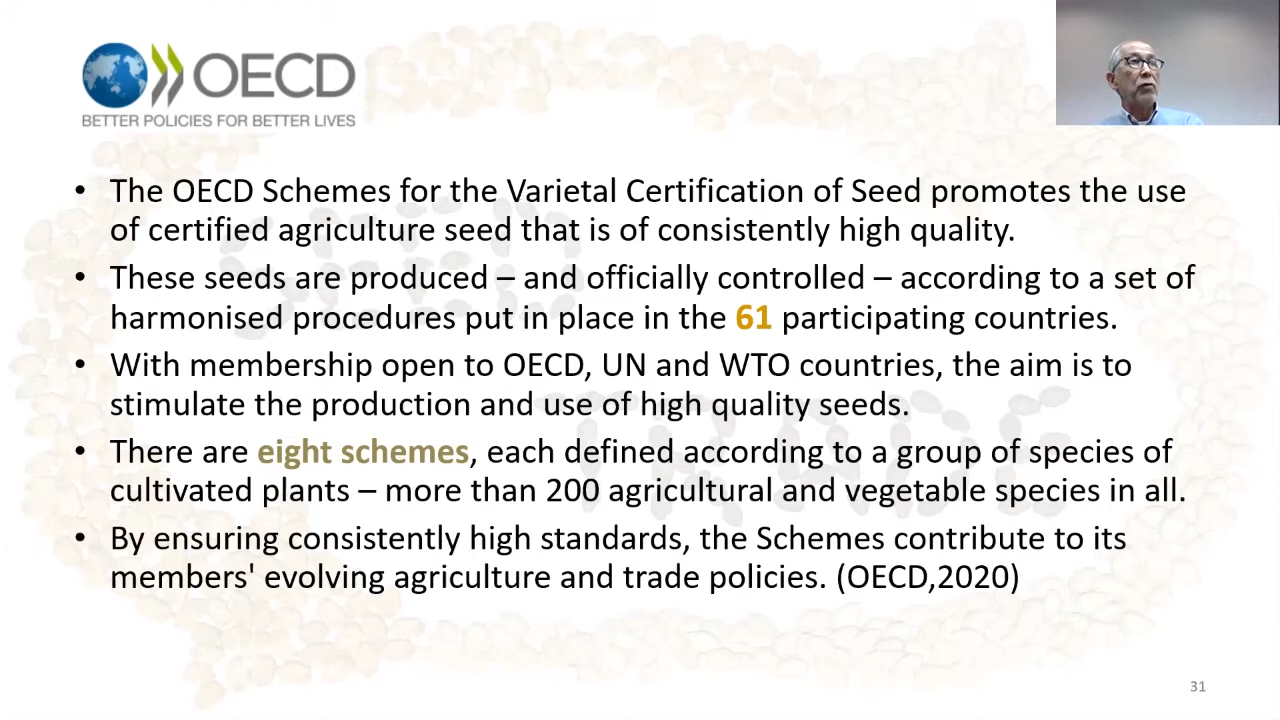 OECD
BETTER POLICIES FOR BETTER LIVES
• The OECD Schemes for the Varietal Certification of Seed promotes the use
of certified agriculture seed that is of consistently high quality.
• These seeds are produced – and officially controlled – according to a set of
harmonised procedures put in place in the 61 participating countries.
• With membership open to OECD, UN and WTO countries, the aim is to
stimulate the production and use of high quality seeds.
• There are eight schemes, each defined according to a group of species of
cultivated plants – more than 200 agricultural and vegetable species in all.
• By ensuring consistently high standards, the Schemes contribute to its
members' evolving agriculture and trade policies. (OECD,2020)
SEED
TRADE
31